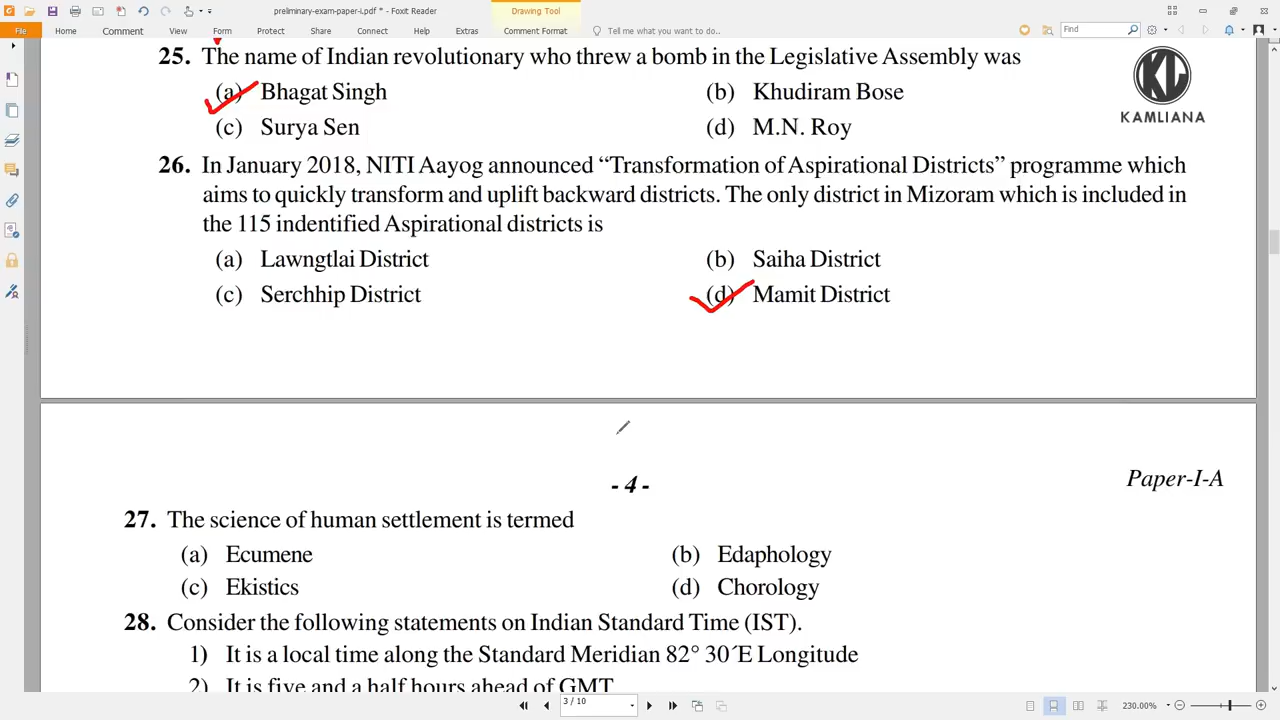 preliminary-exam-paper-i.pdf * - Foxit Reader
Drawing Tool
File Home Comment View Form Protect Share Connect Help Extras Comment Format Tell me what you want to do.. Find
25. The name of Indian revolutionary who threw a bomb in the Legislative Assembly was
(a) Bhagat Singh (b) Khudiram Bose
(c) Surya Sen (d) M.N. Roy
KL
KAMLIANA
26. In January 2018, NITI Aayog announced “Transformation of Aspirational Districts” programme which
aims to quickly transform and uplift backward districts. The only district in Mizoram which is included in
the 115 indentified Aspirational districts is
(a) Lawngtlai District (b) Saiha District
(c) Serchhip District (d) Mamit District
- 4 -
Paper-I-A
27. The science of human settlement is termed
(a) Ecumene (b) Edaphology
(c) Ekistics (d) Chorology
28. Consider the following statements on Indian Standard Time (IST).
1) It is a local time along the Standard Meridian 82° 30´E Longitude
2) It is five and a half hours ahead of GMT
3 / 10
230.00%